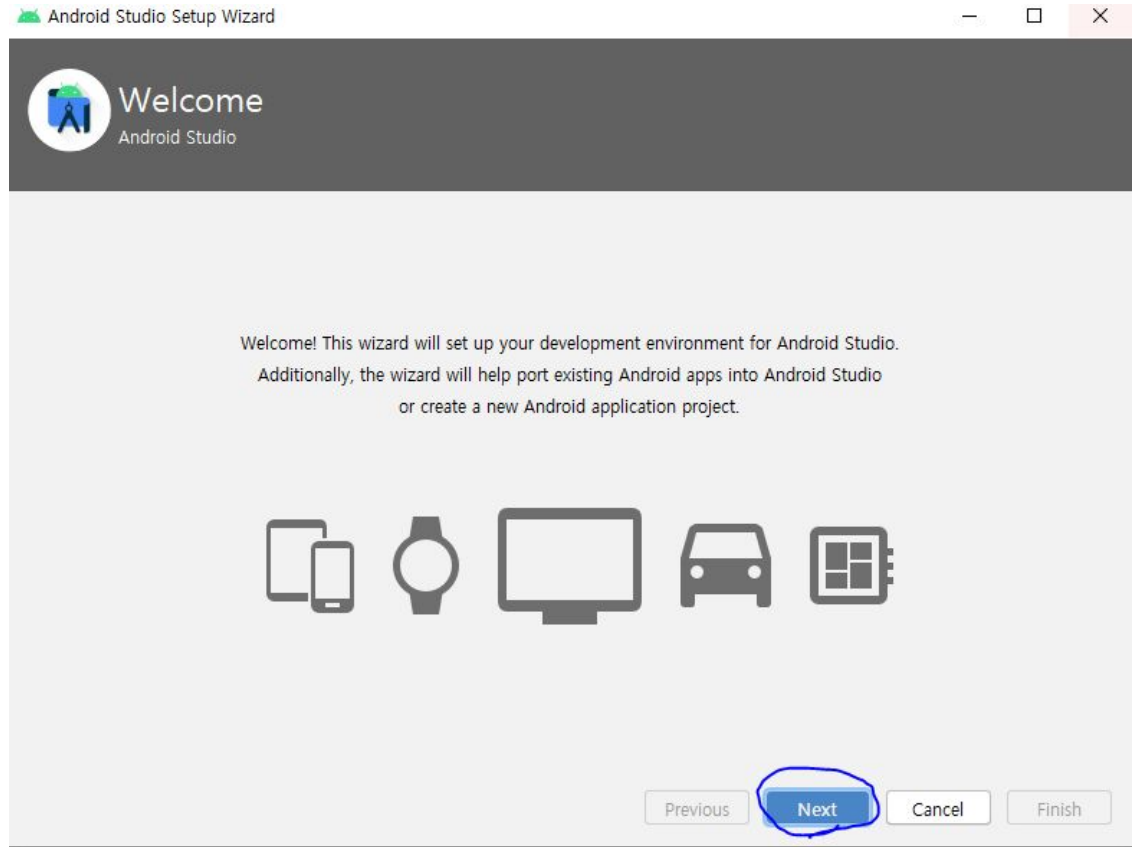 Android Studio Setup Wizard
Welcome
Android Studio
Welcome! This wizard will set up your development environment for Android Studio.
Additionally, the wizard will help port existing Android apps into Android Studio
or create a new Android application project.
Previous Next Cancel Finish